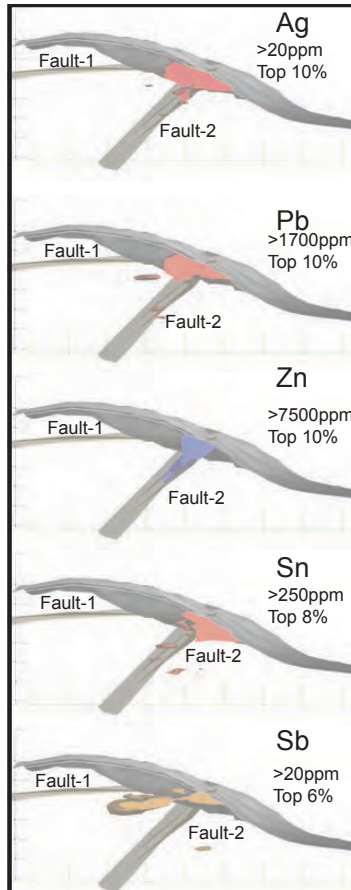 Ag
>20ppm
Top 10%
Fault-1
Fault-2
Pb
>1700ppm
Top 10%
Fault-1
Fault-2
Zn
>7500ppm
Top 10%
Fault-1
Fault-2
Sn
>250ppm
Top 8%
Fault-1
Fault-2
Sb
>20ppm
Top 6%
Fault-1
Fault-2